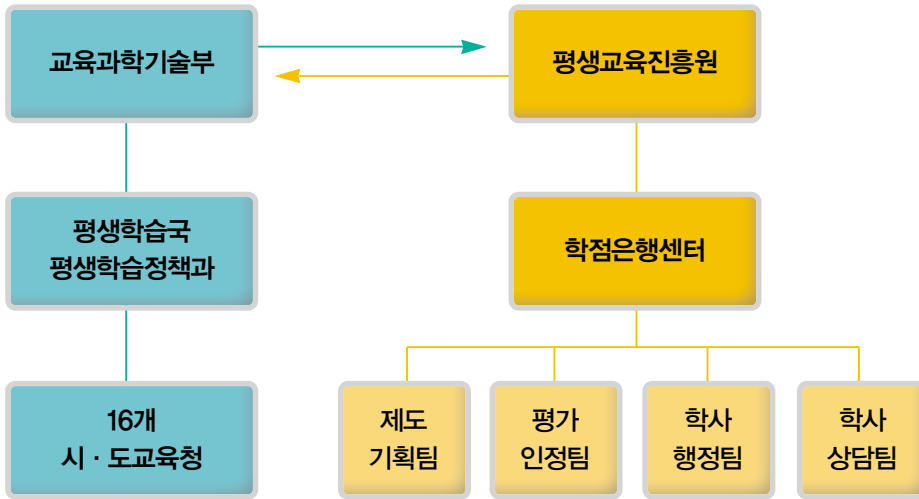 교육과학기술부
평생교육진흥원
평생학습국
평생학습정책과
학점은행센터
16개
시 · 도교육청
제도
기획팀
평가
인정팀
학사
행정팀
학사
상담팀